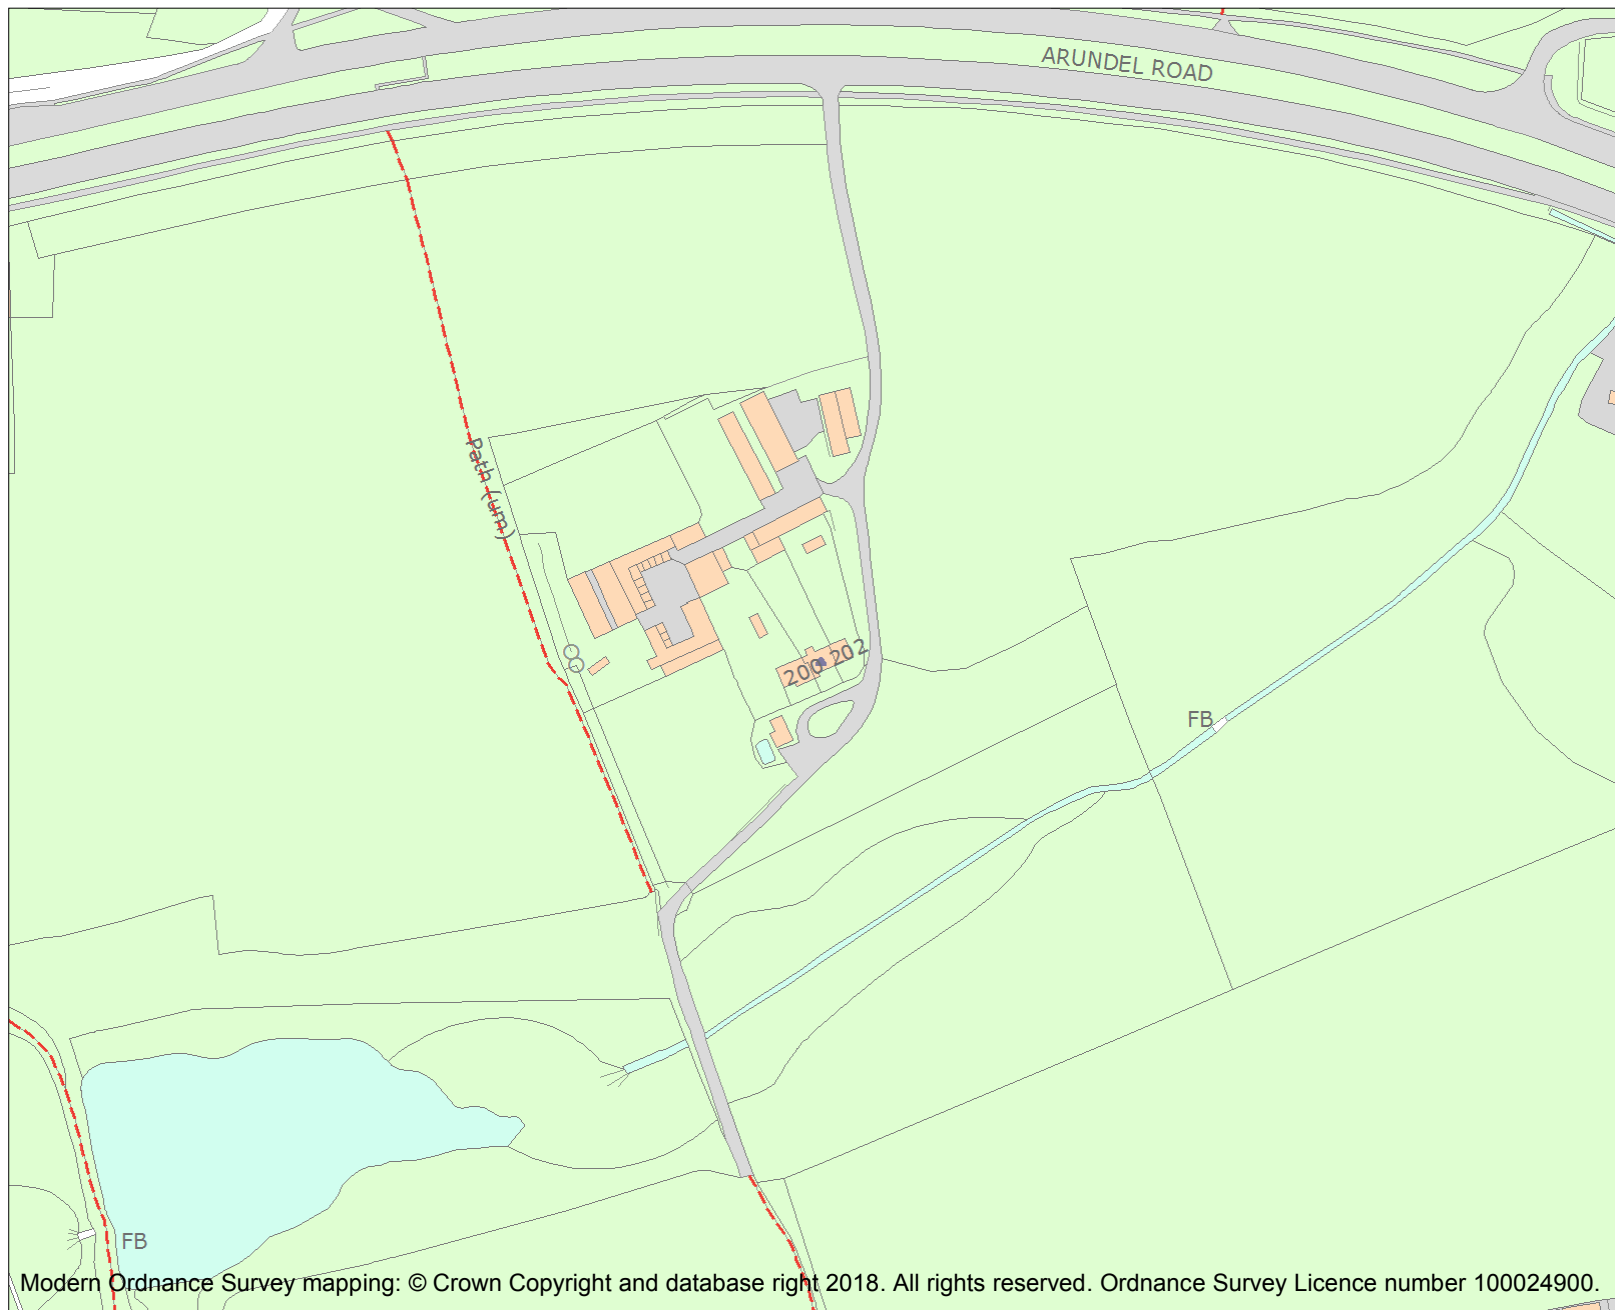 ARUNDEL ROAD
Path (um)
200 202
FB
FB
Modern Ordnance Survey mapping: © Crown Copyright and database right 2018. All rights reserved. Ordnance Survey Licence number 100024900.